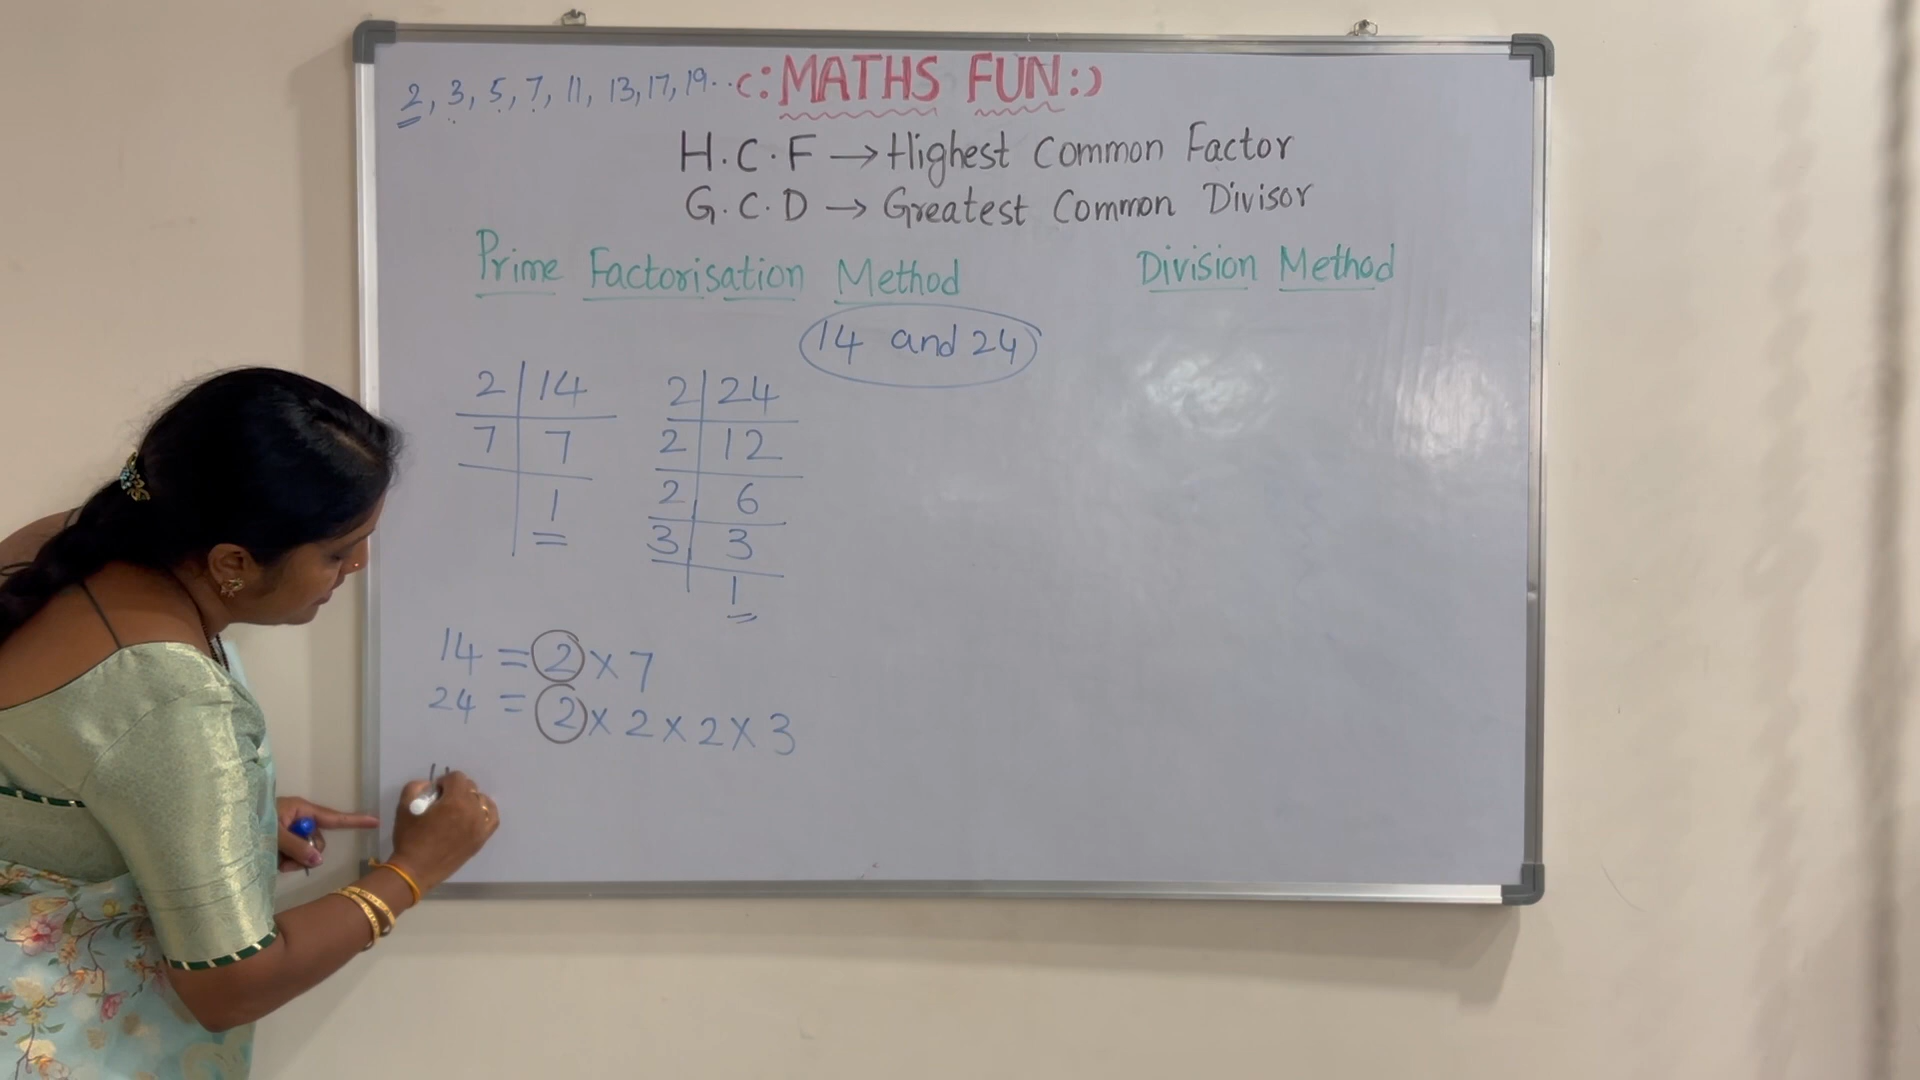 2, 3, 5, 7, 11, 13, 17, 19.. (: MATHS FUN :)
H.C.F → Highest Common Factor
G.C.D → Greatest Common Divisor
Prime Factorisation Method
Division Method
14 and 24
2 | 14
7 | 7
1
2 | 24
2 | 12
2 | 6
3 | 3
1
14 = 2 × 7
24 = 2 × 2 × 2 × 3